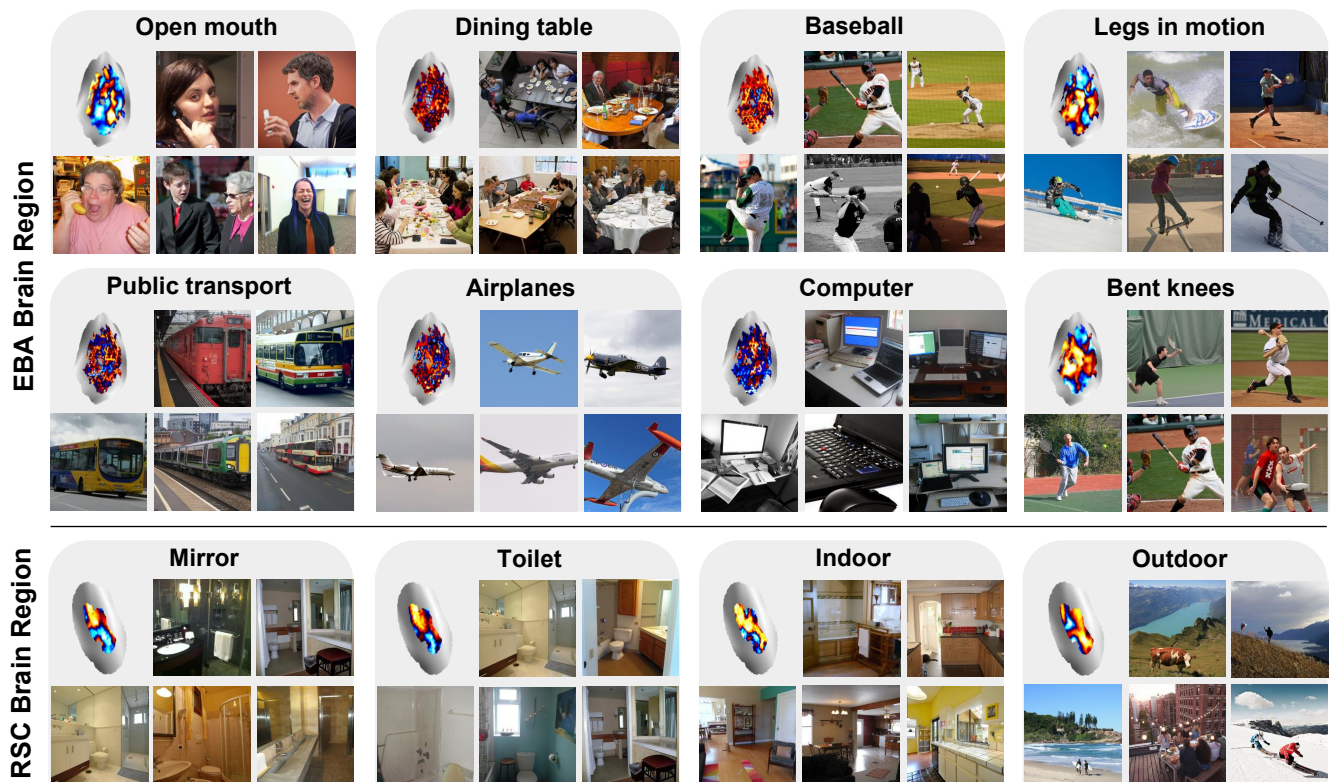 Open mouth
Dining table
Baseball
Legs in motion
EBA Brain Region
Public transport
Airplanes
Computer
Bent knees
MEDICAL C
RSC Brain Region
Mirror
Toilet
Indoor
Outdoor